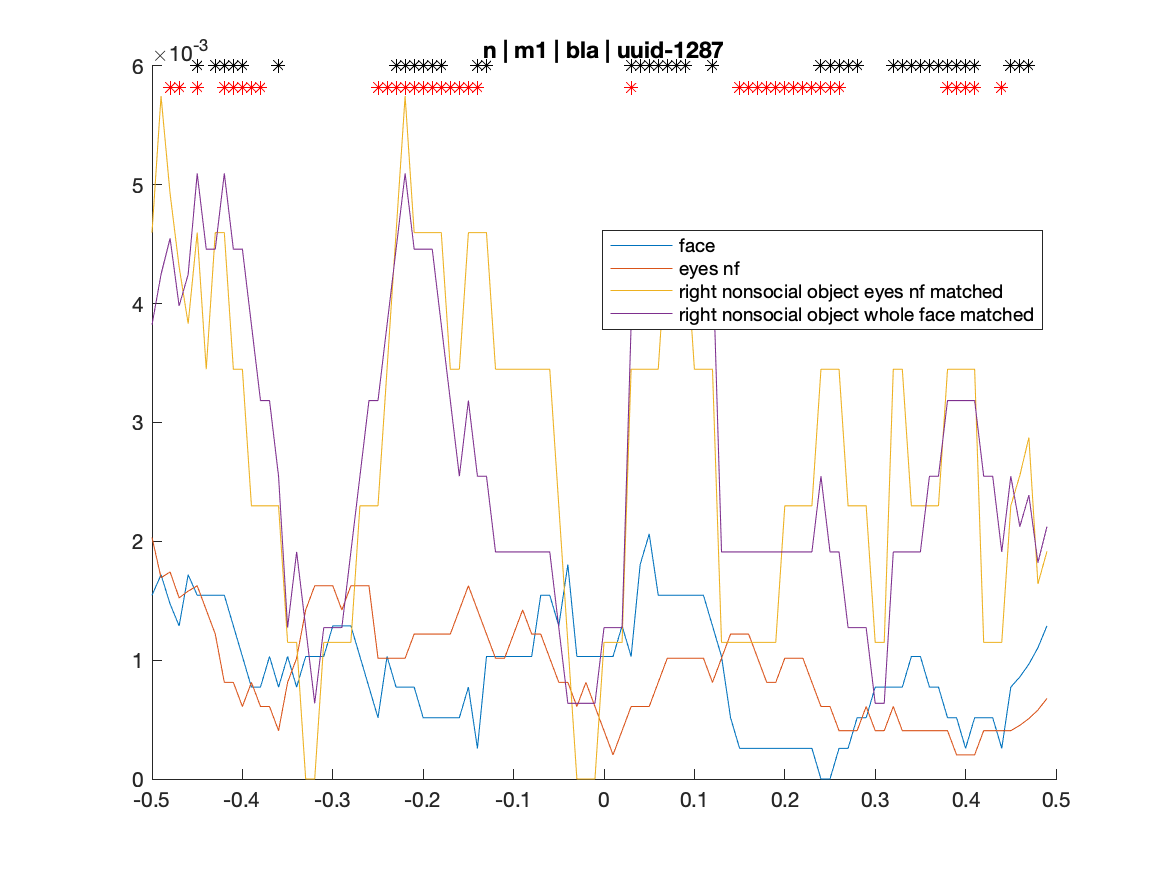 ×10-3
n | m1 | bla | uuid-1287
6
5
4
3
2
1
0
face
eyes nf
right nonsocial object eyes nf matched
right nonsocial object whole face matched
-0.5 -0.4 -0.3 -0.2 -0.1 0 0.1 0.2 0.3 0.4 0.5